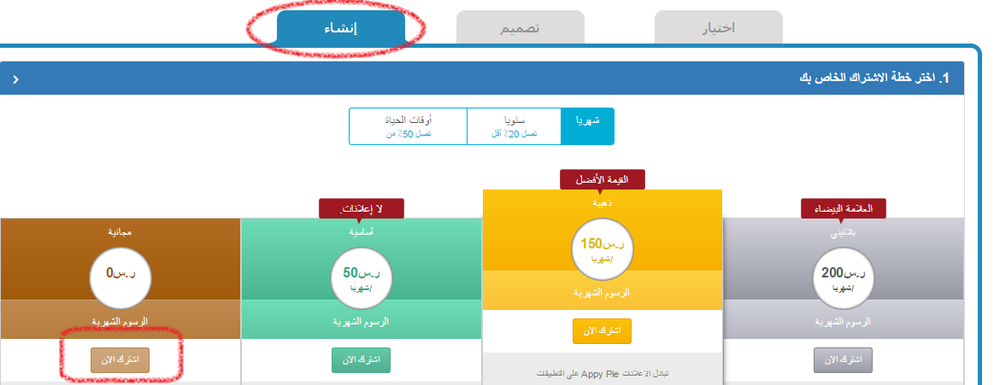 اختيار
تصميم
إنشاء
1. اختر خطة الاشتراك الخاص بك
شهريا
سنويا
تصل 20٪ أقل
أوقات الحياة
تصل 50٪ من
العلامة البيضاء
بلاتيني
ر.س200
/شهريا
الرسوم الشهرية
اشترك الان
القيمة الأفضل
ذهبية
ر.س150
/شهريا
الرسوم الشهرية
اشترك الان
تبادل الاعلانات Appy Pie على التطبيقات
لا إعلانات.
أساسية
ر.س50
/شهريا
الرسوم الشهرية
اشترك الان
مجانية
ر.س0
الرسوم الشهرية
اشترك الان